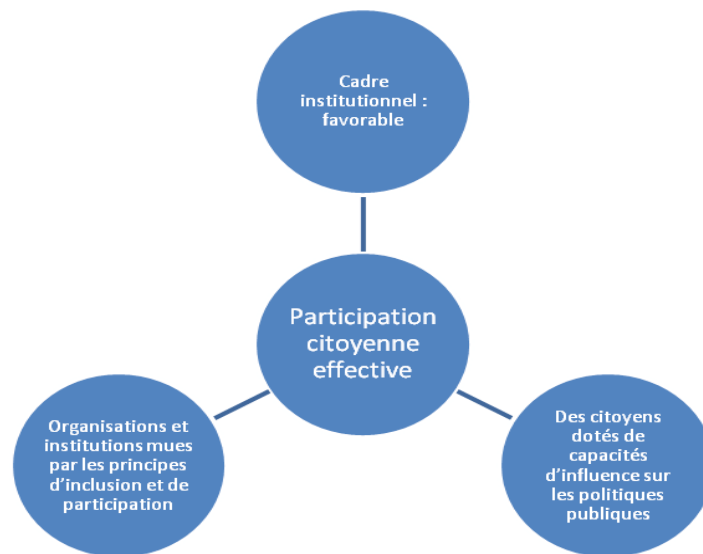 Cadre
institutionnel :
favorable
Participation
citoyenne
effective
Organisations et
institutions mues
par les principes
d'inclusion et de
participation
Des citoyens
dotés de
capacités
d'influence sur
les politiques
publiques